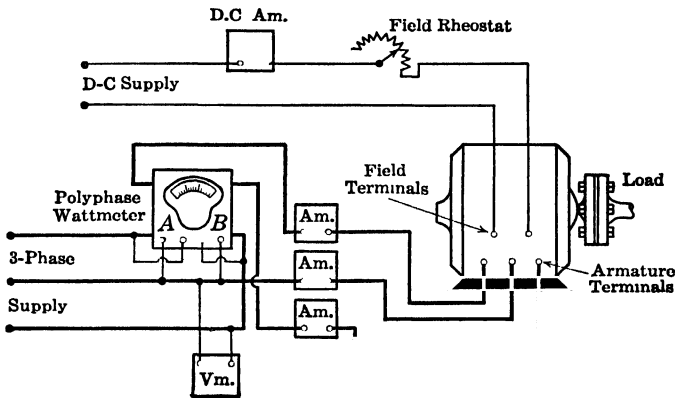 D.C Am.
Field Rheostat
D-C Supply
Field
Terminals
Load
Polyphase
Wattmeter
A B
Am.
3-Phase
Am.
Armature
Terminals
Supply
Am.
Vm.